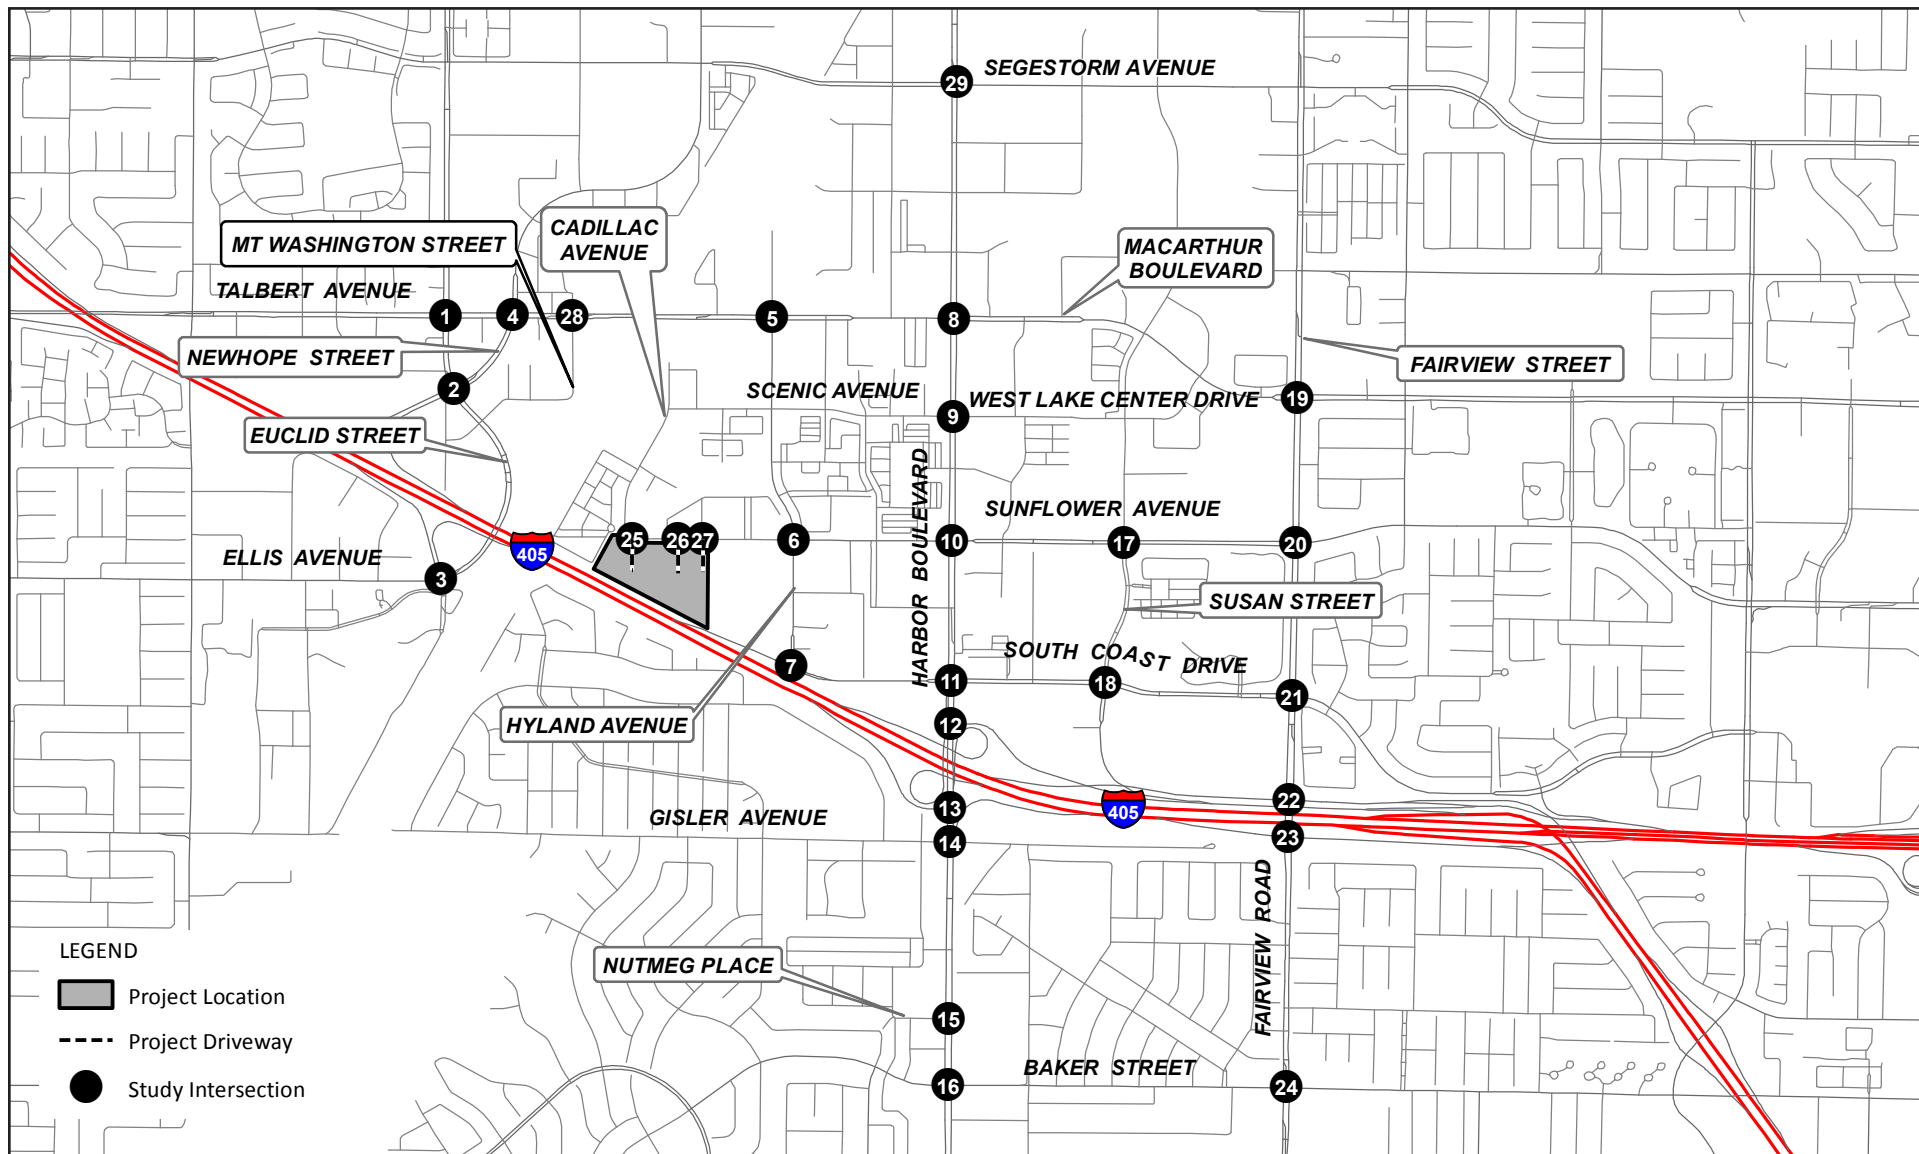 29
SEGESTORM AVENUE
MT WASHINGTON STREET
CADILLAC
AVENUE
MACARTHUR
BOULEVARD
TALBERT AVENUE
1
4
28
5
8
NEWHOPE STREET
FAIRVIEW STREET
2
SCENIC AVENUE
9
WEST LAKE CENTER DRIVE
19
EUCLID STREET
HARBOR BOULEVARD
SUNFLOWER AVENUE
25
26
27
6
10
17
20
405
ELLIS AVENUE
3
SUSAN STREET
SOUTH COAST DRIVE
7
11
18
21
HYLAND AVENUE
12
13
405
22
GISLER AVENUE
14
23
FAIRVIEW ROAD
NUTMEG PLACE
15
BAKER STREET
16
24
LEGEND
Project Location
Project Driveway
Study Intersection